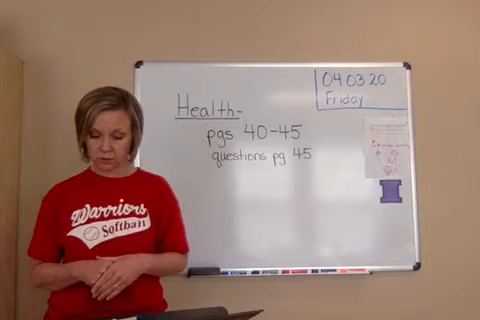 04 03 20
Friday
Health-
pgs 40-45
questions pg 45
Warriors
Softball